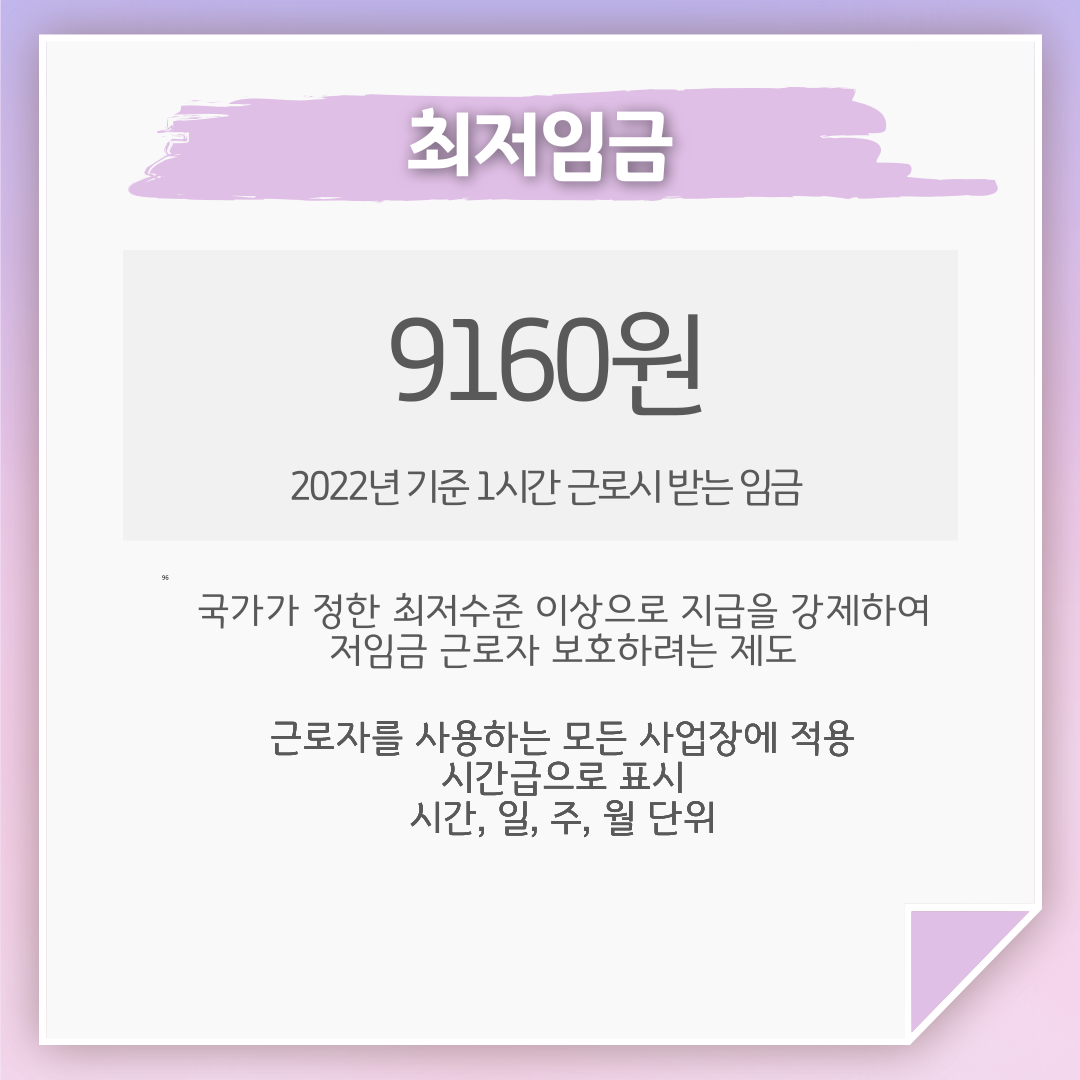 최저임금
9160원
2022년 기준 1시간 근로시 받는 임금
96
국가가 정한 최저수준 이상으로 지급을 강제하여
저임금 근로자 보호하려는 제도
근로자를 사용하는 모든 사업장에 적용
시간급으로 표시
시간, 일, 주, 월 단위